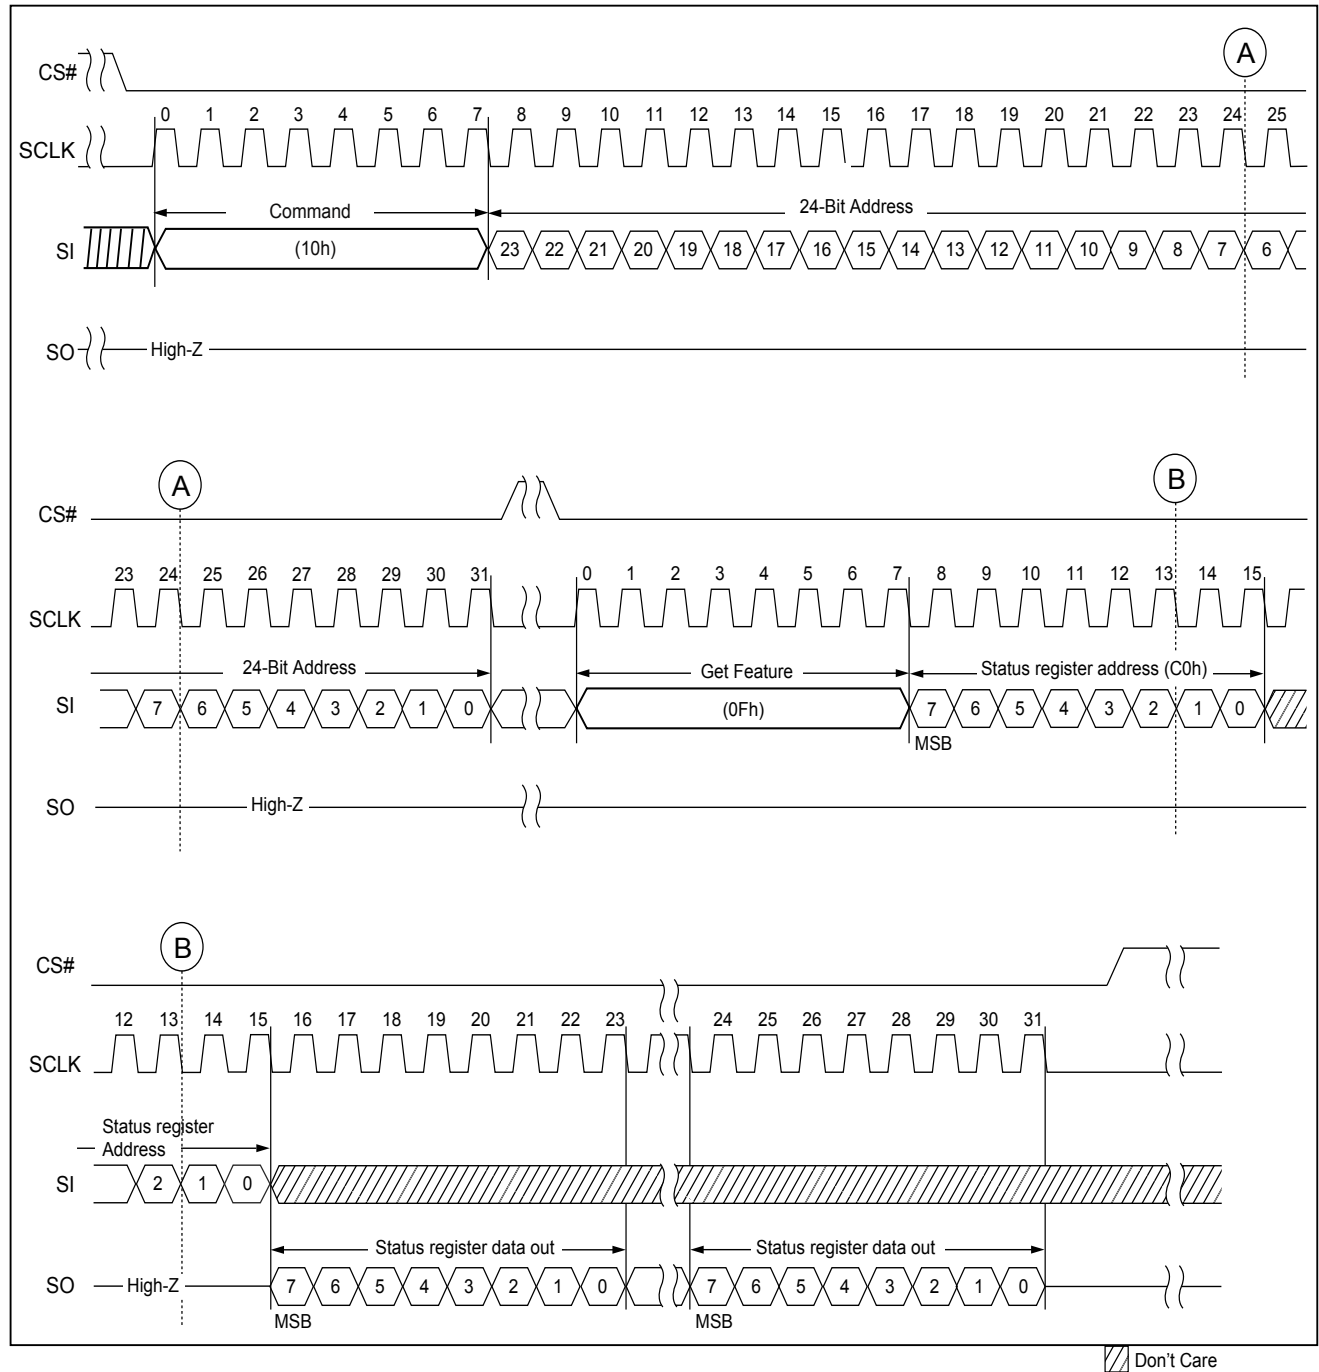 A
CS#
0 1 2 3 4 5 6 7 8 9 10 11 12 13 14 15 16 17 18 19 20 21 22 23 24 25
SCLK
Command 24-Bit Address
SI (10h) 23 22 21 20 19 18 17 16 15 14 13 12 11 10 9 8 7 6
SO High-Z
A B
CS#
23 24 25 26 27 28 29 30 31 0 1 2 3 4 5 6 7 8 9 10 11 12 13 14 15
SCLK
24-Bit Address Get Feature Status register address (C0h)
SI 7 6 5 4 3 2 1 0 (0Fh) 7 6 5 4 3 2 1 0
MSB
SO High-Z
B
CS#
12 13 14 15 16 17 18 19 20 21 22 23 24 25 26 27 28 29 30 31
SCLK
Status register
Address
SI 2 1 0
Status register data out Status register data out
SO High-Z 7 6 5 4 3 2 1 0 7 6 5 4 3 2 1 0
MSB MSB
Don't Care